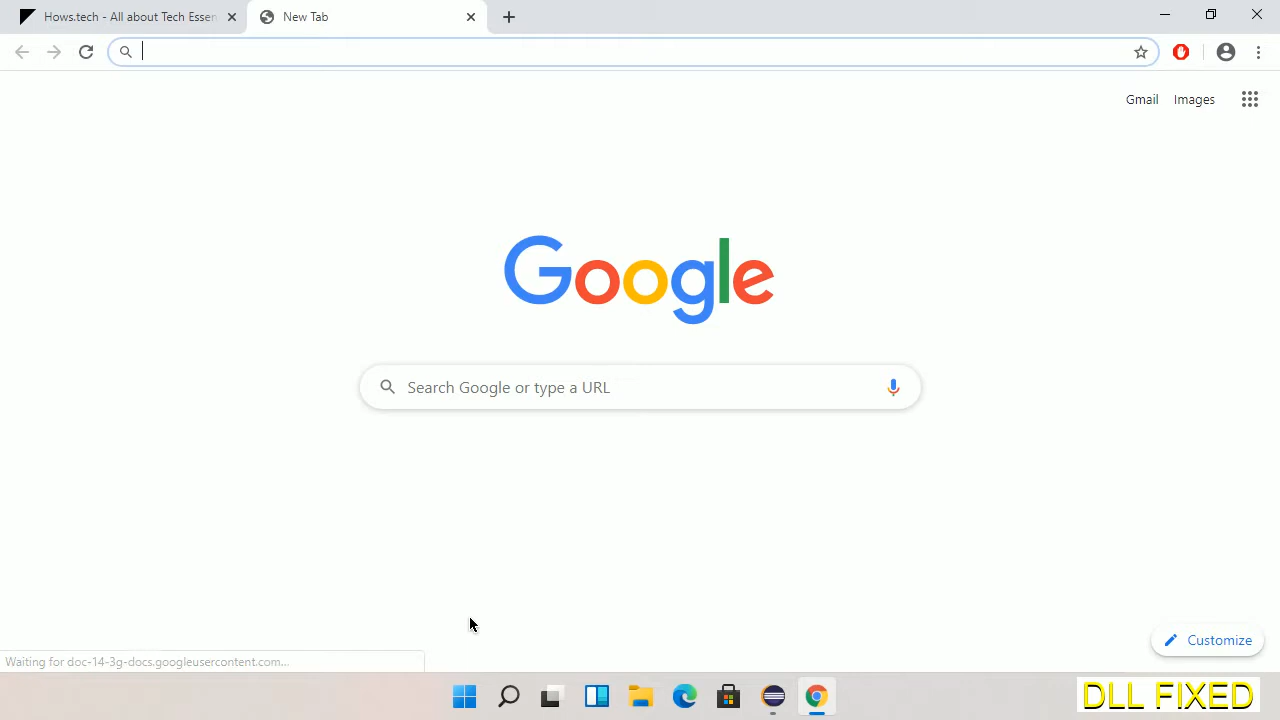 Hows.tech - All about Tech Essen
New Tab
Gmail Images
Google
Search Google or type a URL
Customize
Waiting for doc-14-3g-docs.googleusercontent.com...
DLL FIXED